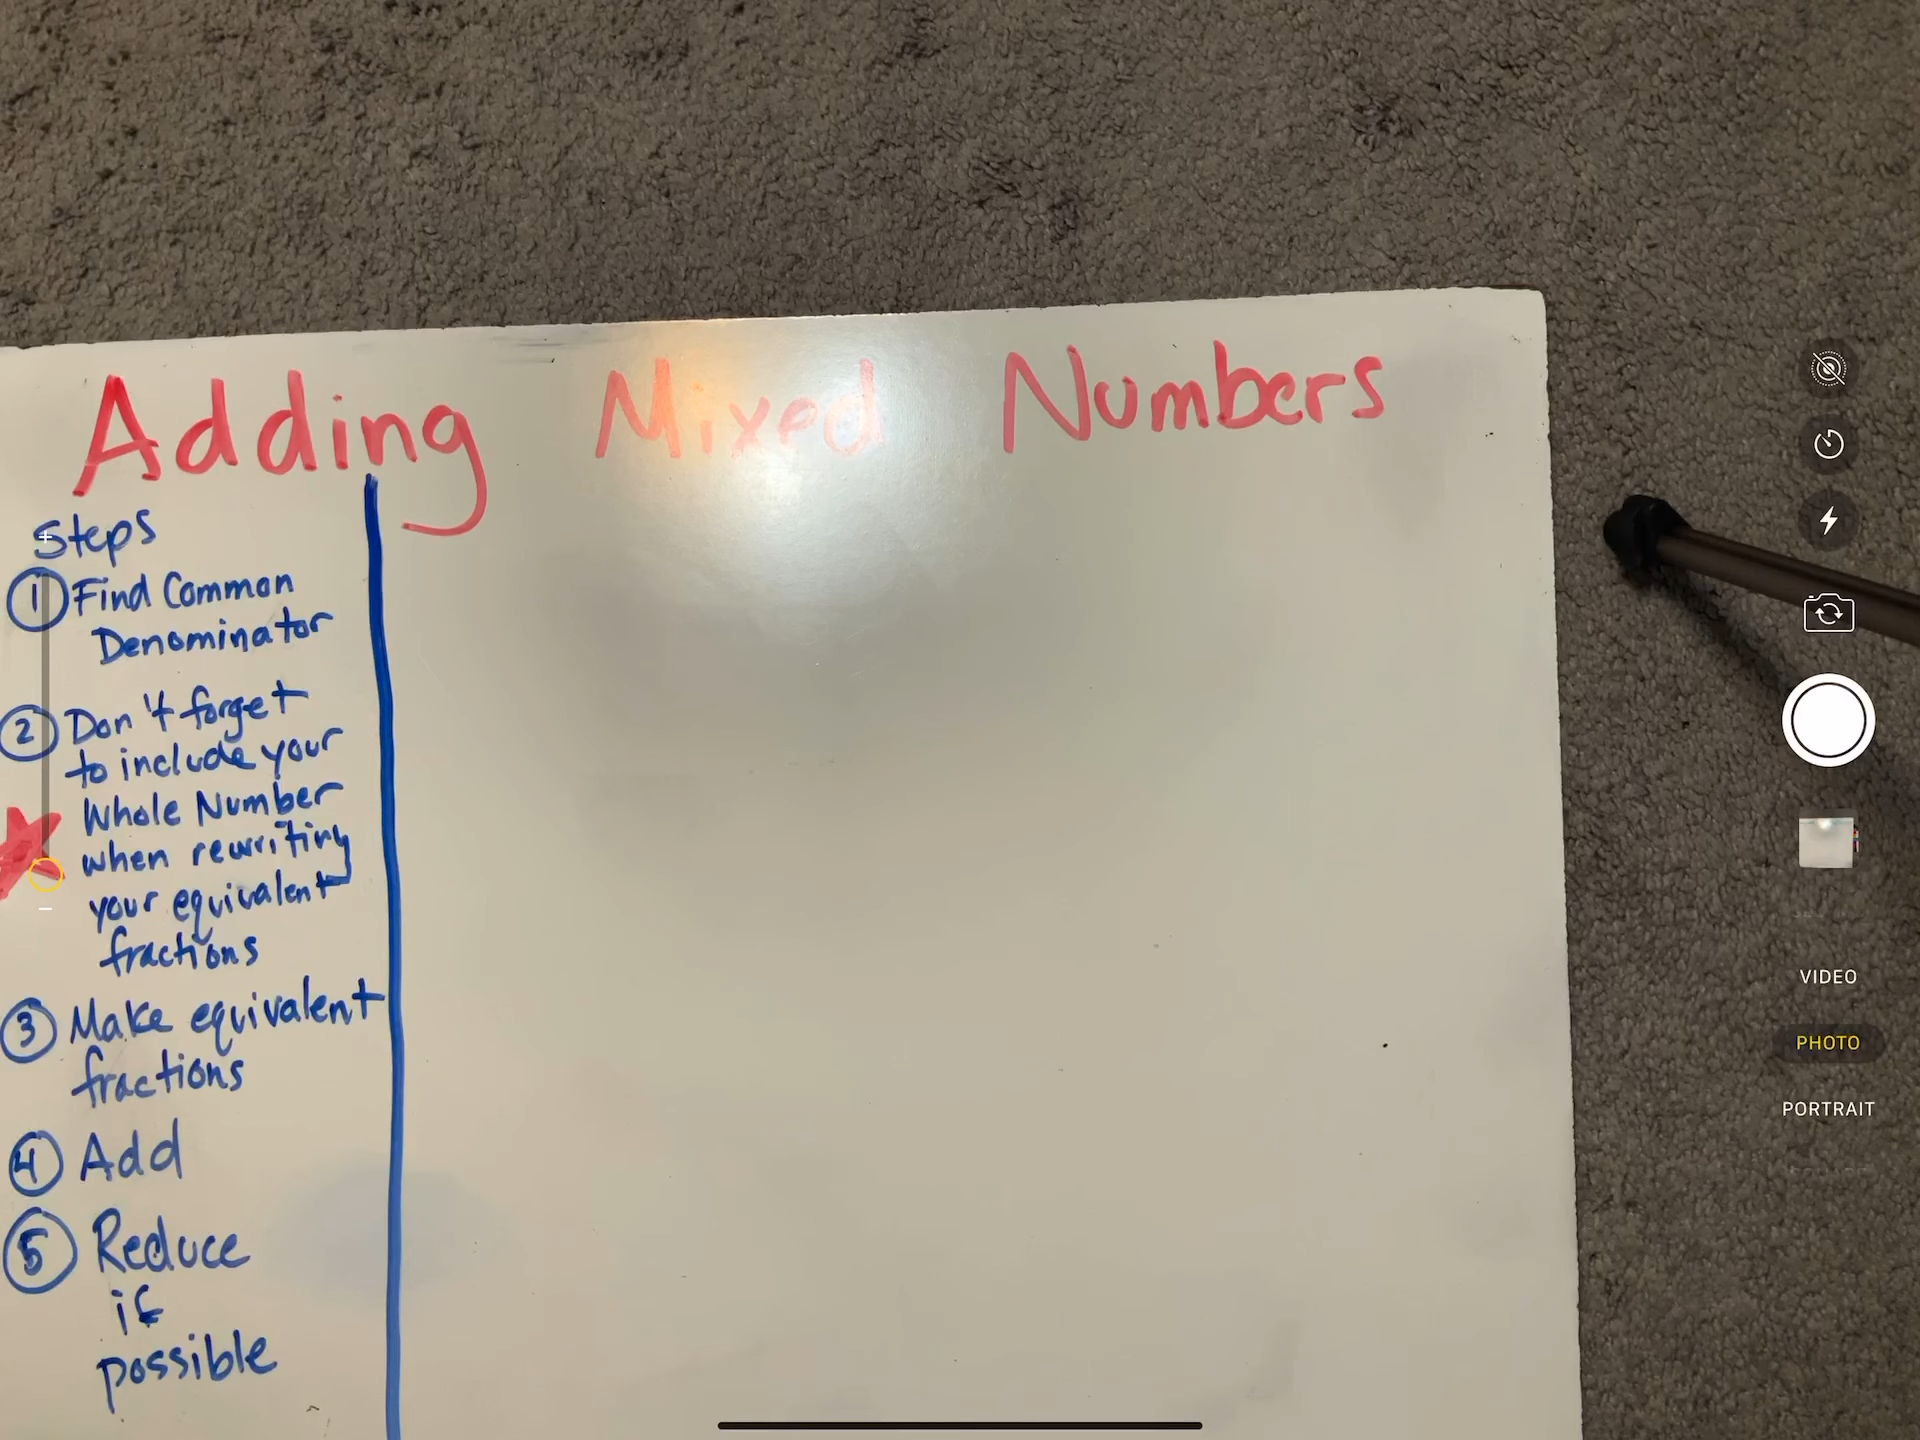 Adding Mixed Numbers
Steps
1 Find Common
Denominator
2 Don't forget
to include your
Whole Number
when rewriting
your equivalent
fractions
3 Make equivalent
fractions
4 Add
5 Reduce
if
possible
VIDEO
PHOTO
PORTRAIT